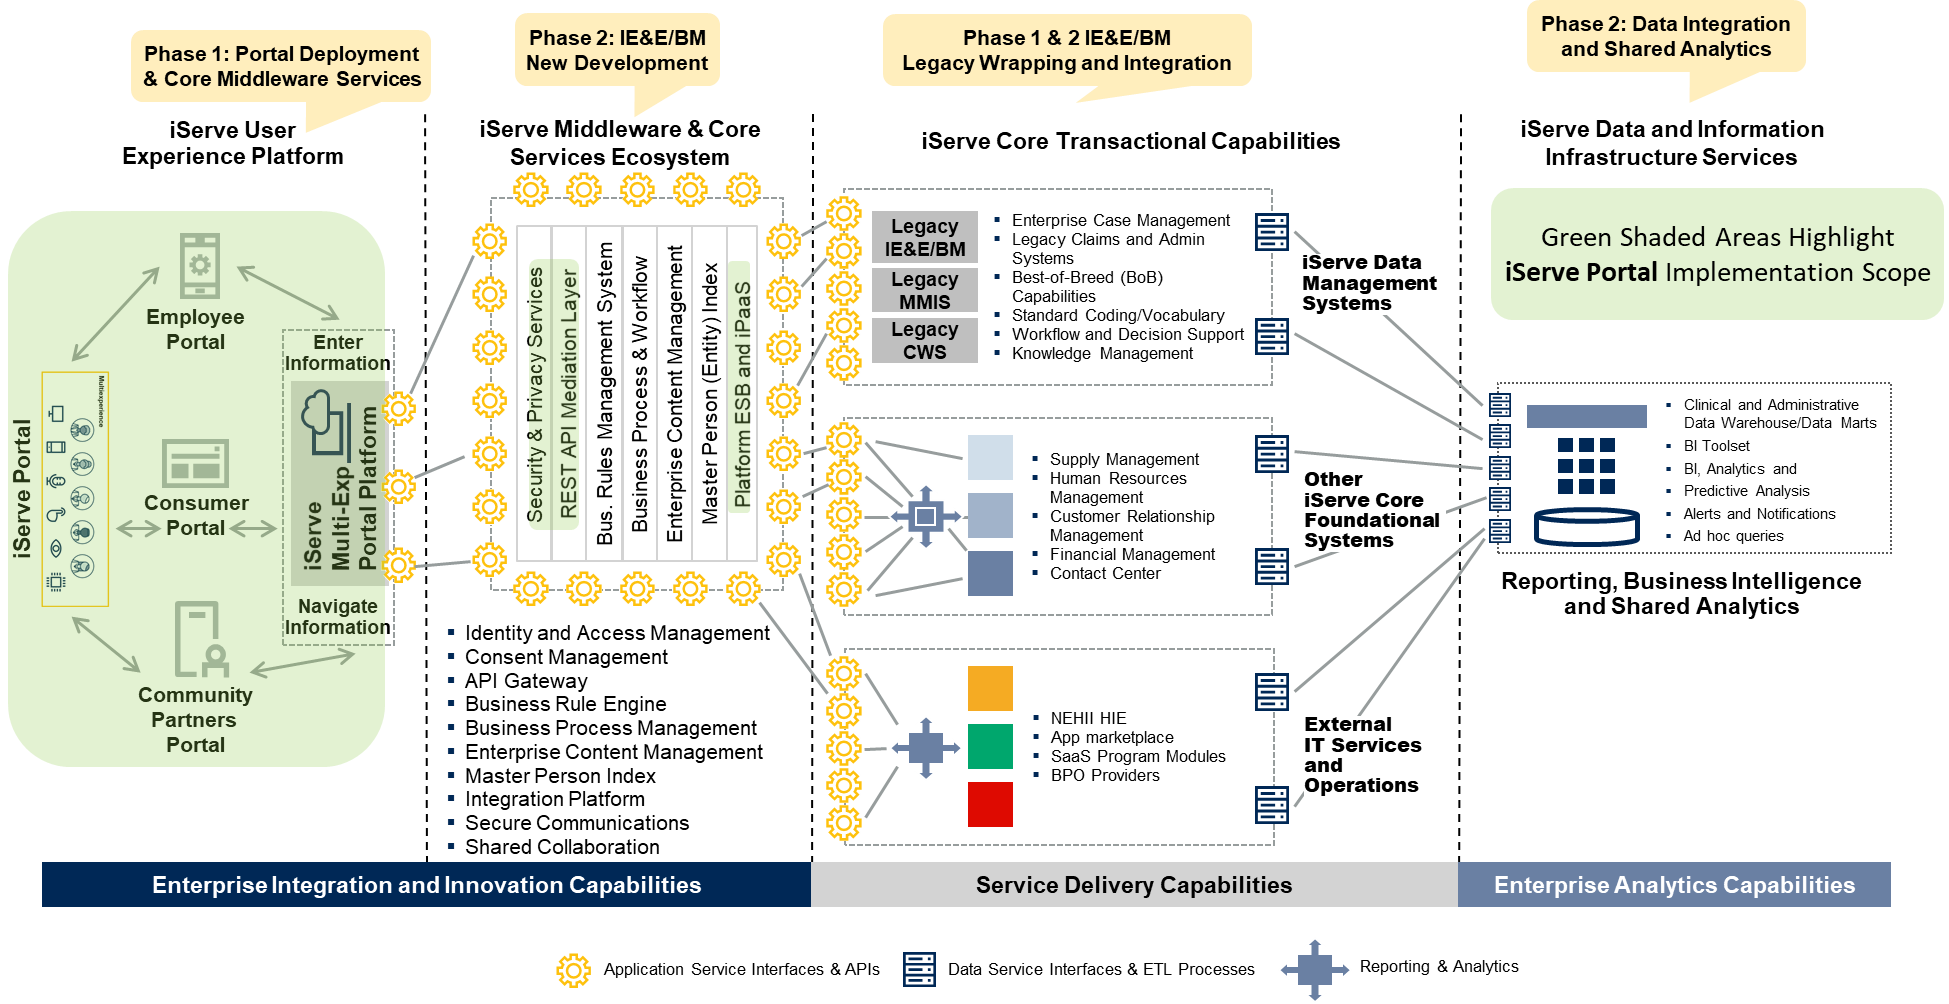 Phase 1: Portal Deployment
& Core Middleware Services
Phase 2: IE&E/BM
New Development
Phase 1 & 2 IE&E/BM
Legacy Wrapping and Integration
Phase 2: Data Integration
and Shared Analytics
iServe User
Experience Platform
iServe Middleware & Core
Services Ecosystem
iServe Core Transactional Capabilities
iServe Data and Information
Infrastructure Services
Green Shaded Areas Highlight
iServe Portal Implementation Scope
iServe Portal
Multiexperience
Employee
Portal
Consumer
Portal
Community
Partners
Portal
Enter
Information
iServe
Multi-Exp
Portal Platform
Navigate
Information
Security & Privacy Services
REST API Mediation Layer
Bus. Rules Management System
Business Process & Workflow
Enterprise Content Management
Master Person (Entity) Index
Platform ESB and iPaaS
▪ Identity and Access Management
▪ Consent Management
▪ API Gateway
▪ Business Rule Engine
▪ Business Process Management
▪ Enterprise Content Management
▪ Master Person Index
▪ Integration Platform
▪ Secure Communications
▪ Shared Collaboration
Legacy
IE&E/BM
Legacy
MMIS
Legacy
CWS
▪ Enterprise Case Management
▪ Legacy Claims and Admin
Systems
▪ Best-of-Breed (BoB)
Capabilities
▪ Standard Coding/Vocabulary
▪ Workflow and Decision Support
▪ Knowledge Management
▪ Supply Management
▪ Human Resources
Management
▪ Customer Relationship
Management
▪ Financial Management
▪ Contact Center
▪ NEHII HIE
▪ App marketplace
▪ SaaS Program Modules
▪ BPO Providers
iServe Data
Management
Systems
Other
iServe Core
Foundational
Systems
External
IT Services
and
Operations
▪ Clinical and Administrative
Data Warehouse/Data Marts
▪ BI Toolset
▪ BI, Analytics and
▪ Predictive Analysis
▪ Alerts and Notifications
▪ Ad hoc queries
Reporting, Business Intelligence
and Shared Analytics
Enterprise Integration and Innovation Capabilities
Service Delivery Capabilities
Enterprise Analytics Capabilities
Application Service Interfaces & APIs
Data Service Interfaces & ETL Processes
Reporting & Analytics